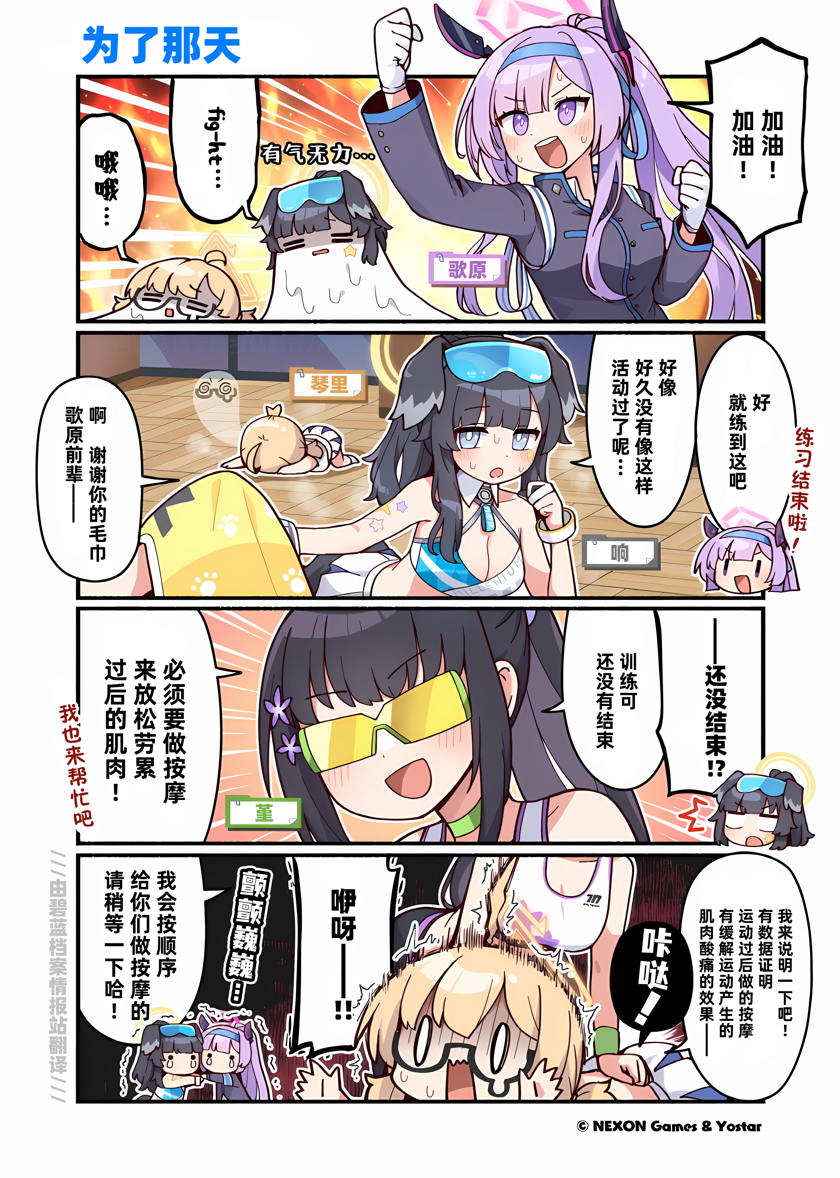 为了那天
加油！
加油！
歌原
有气无力…
fig-ht…
哦哦…
好
就练到这吧
练习结束啦！
好像
好久没有像这样
活动过了呢…
琴里
响
啊 谢谢你的毛巾
歌原前辈——
——还没结束!?
训练可
还没有结束
必须要做按摩
来放松劳累
过后的肌肉！
我也来帮忙吧
堇
我来说明一下吧！
有数据证明
运动过后做的按摩
有缓解运动产生的
肌肉酸痛的效果——
咔哒！
咿呀——!!
颤颤巍巍…
我会按顺序
给你们做按摩的
请稍等一下哈！
///由碧蓝档案情报站翻译///
© NEXON Games & Yostar